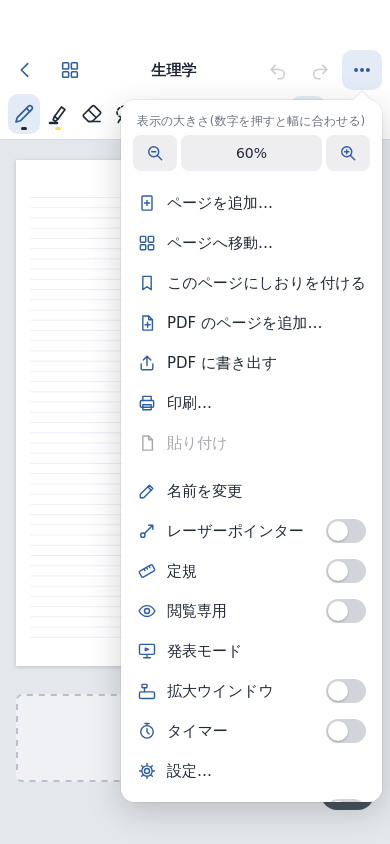 生理学
表示の大きさ(数字を押すと幅に合わせる)
60%
ページを追加…
ページへ移動…
このページにしおりを付ける
PDF のページを追加…
PDF に書き出す
印刷…
貼り付け
名前を変更
レーザーポインター
定規
閲覧専用
発表モード
拡大ウインドウ
タイマー
設定…